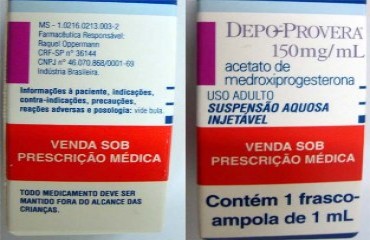 MS - 1.0216.0213.003-2
Farmacêutica Responsável:
Raquel Oppermann
CRF-SP nº 36144
CNPJ nº 46.070.868/0001-69
Indústria Brasileira.
Informações à paciente, indicações,
contra-indicações, precauções,
reações adversas e posologia: vide bula.
VENDA SOB
PRESCRIÇÃO MÉDICA
TODO MEDICAMENTO DEVE SER
MANTIDO FORA DO ALCANCE DAS
CRIANÇAS.
DEPO-PROVERA
150mg/mL
acetato de
medroxiprogesterona
USO ADULTO
SUSPENSÃO AQUOSA
INJETÁVEL
VENDA SOB
PRESCRIÇÃO MÉDICA
Contém 1 frasco-
ampola de 1 mL